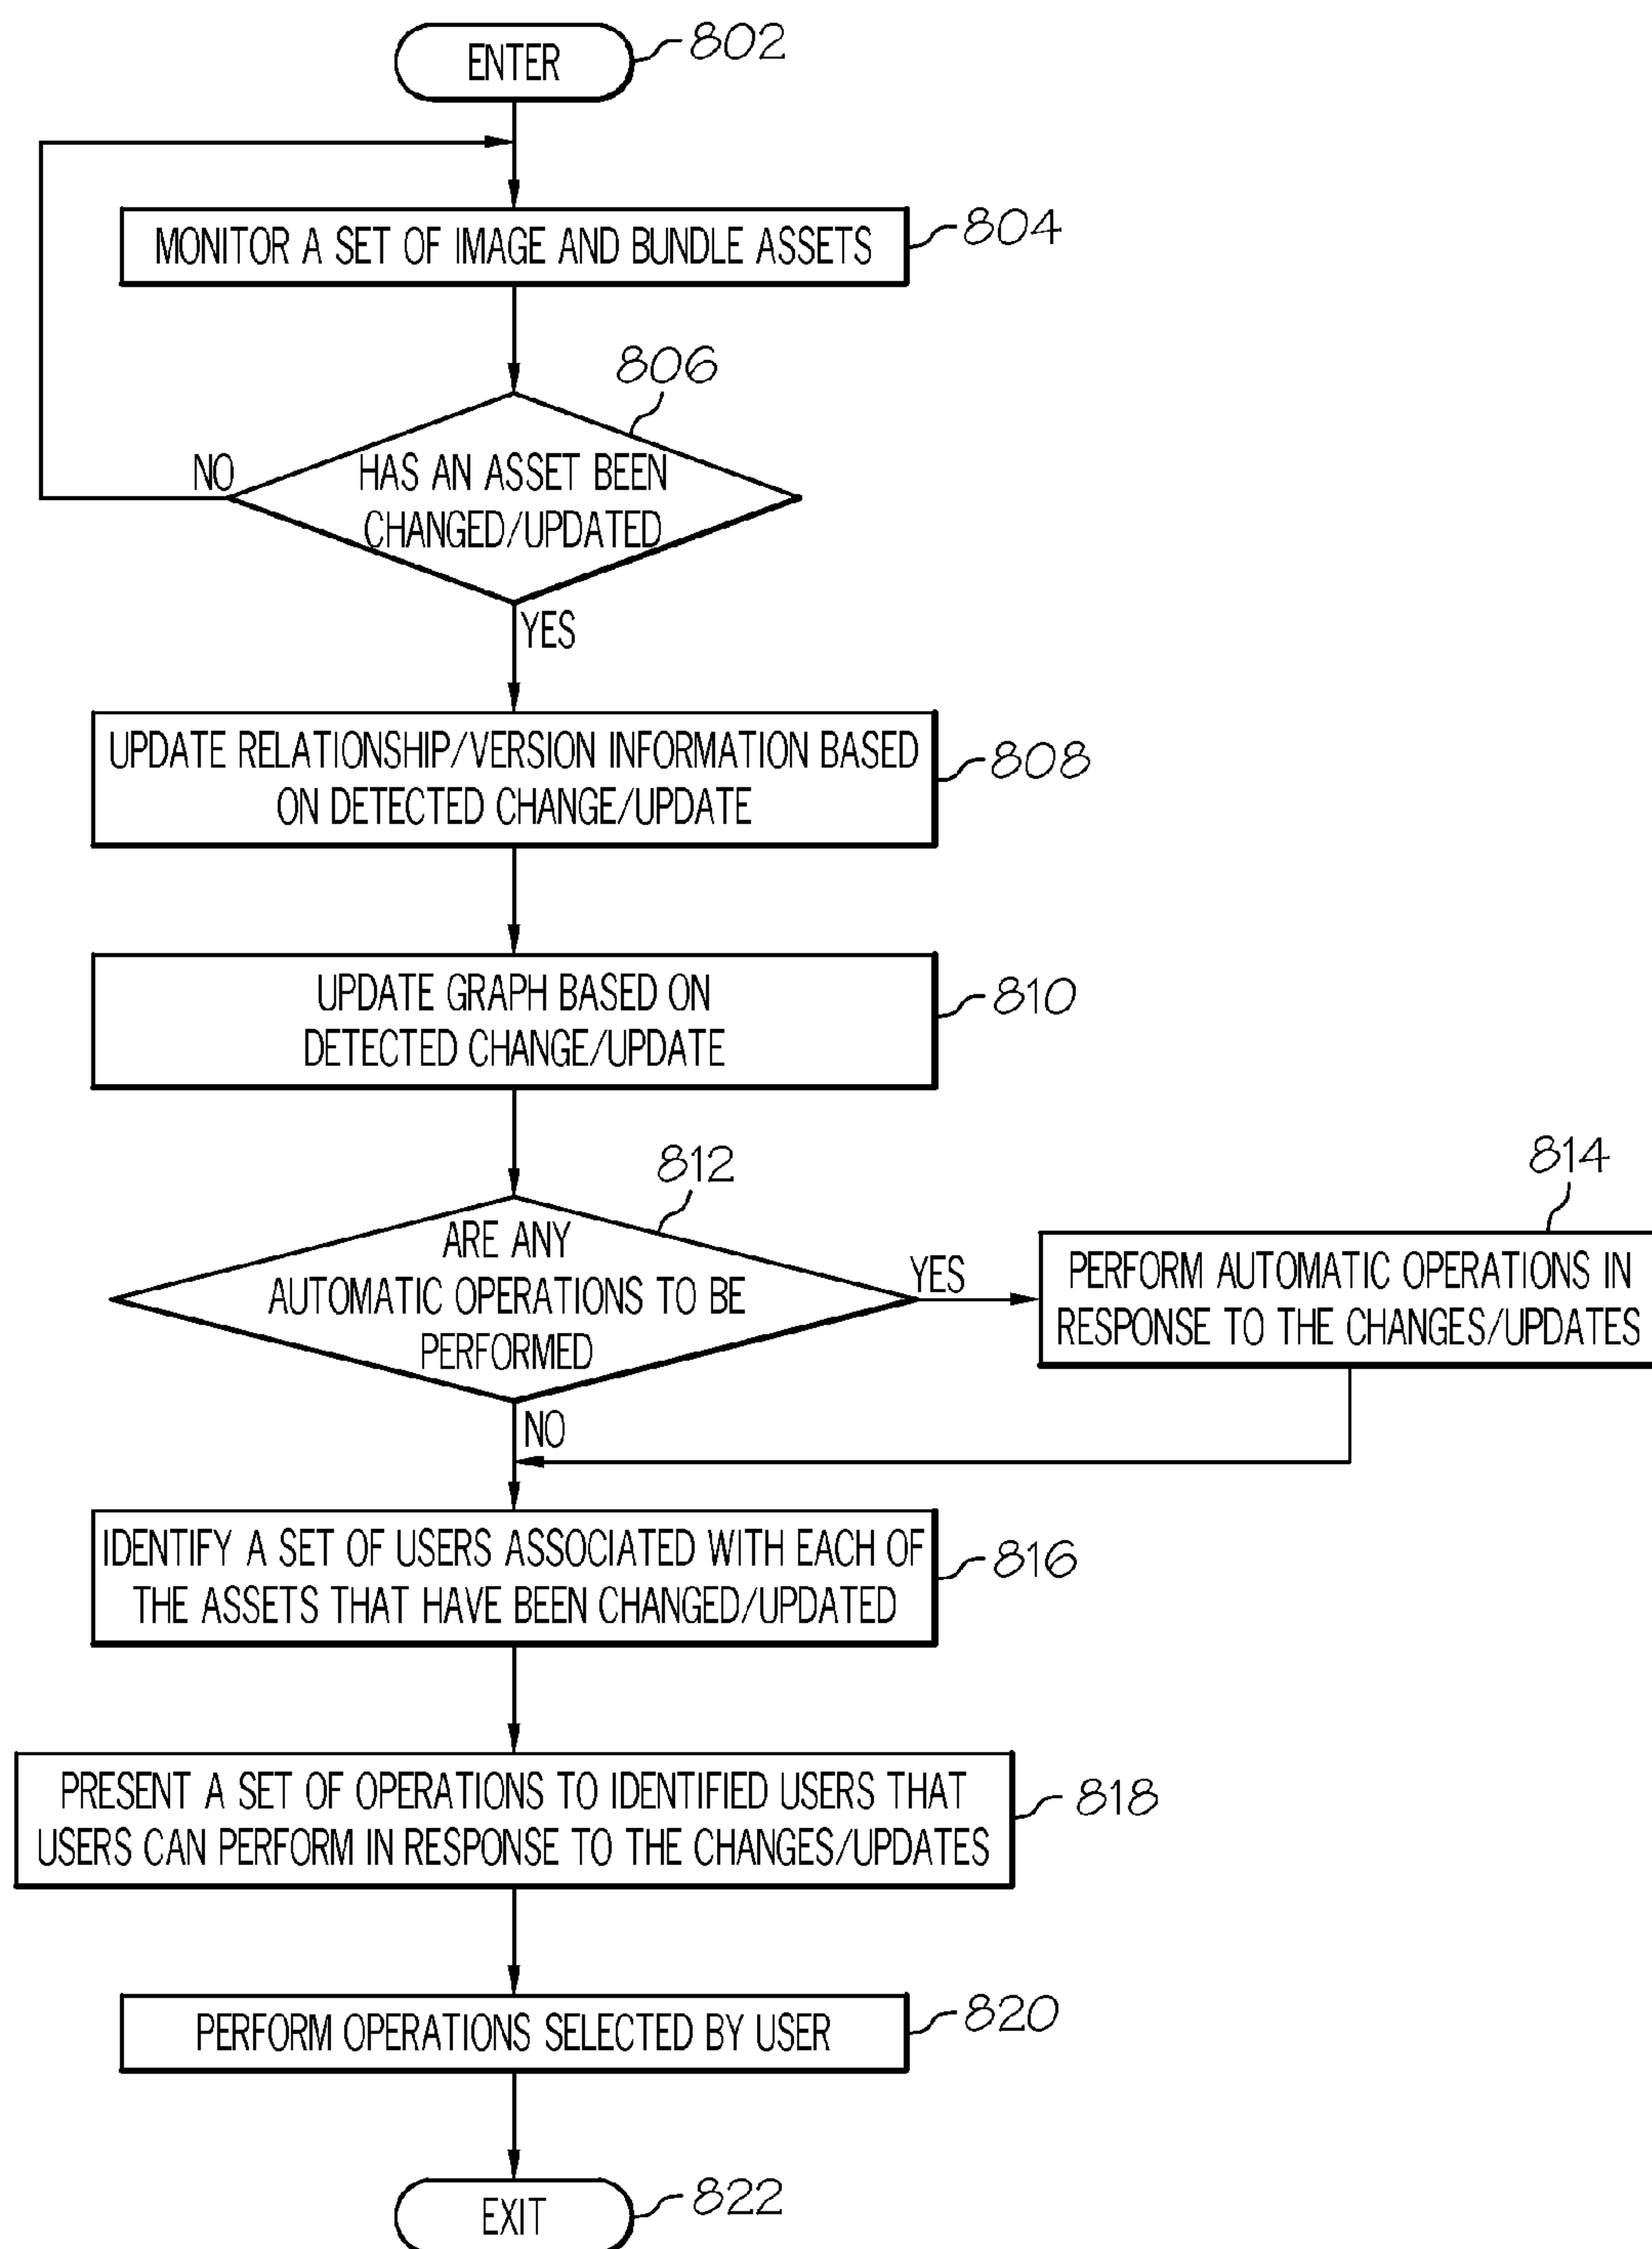 ENTER
802
MONITOR A SET OF IMAGE AND BUNDLE ASSETS
804
806
HAS AN ASSET BEEN
CHANGED/UPDATED
NO
YES
UPDATE RELATIONSHIP/VERSION INFORMATION BASED
ON DETECTED CHANGE/UPDATE
808
UPDATE GRAPH BASED ON
DETECTED CHANGE/UPDATE
810
812
ARE ANY
AUTOMATIC OPERATIONS TO BE
PERFORMED
YES
814
PERFORM AUTOMATIC OPERATIONS IN
RESPONSE TO THE CHANGES/UPDATES
NO
IDENTIFY A SET OF USERS ASSOCIATED WITH EACH OF
THE ASSETS THAT HAVE BEEN CHANGED/UPDATED
816
PRESENT A SET OF OPERATIONS TO IDENTIFIED USERS THAT
USERS CAN PERFORM IN RESPONSE TO THE CHANGES/UPDATES
818
PERFORM OPERATIONS SELECTED BY USER
820
EXIT
822